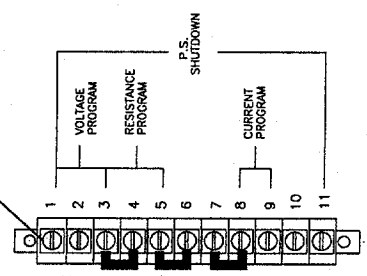 P.S.
SHUTDOWN
VOLTAGE
PROGRAM
RESISTANCE
PROGRAM
CURRENT
PROGRAM
1
2
3
4
5
6
7
8
9
10
11